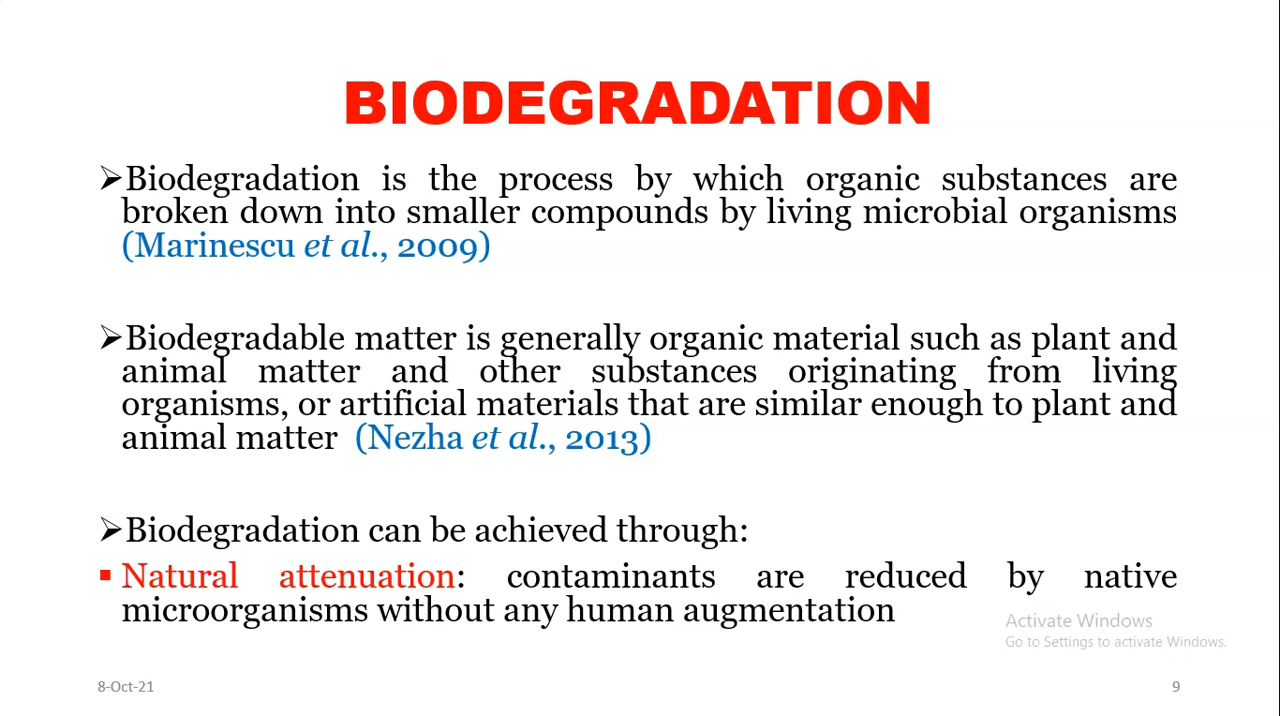 BIODEGRADATION
➢Biodegradation is the process by which organic substances are
broken down into smaller compounds by living microbial organisms
(Marinescu et al., 2009)
➢Biodegradable matter is generally organic material such as plant and
animal matter and other substances originating from living
organisms, or artificial materials that are similar enough to plant and
animal matter (Nezha et al., 2013)
➢Biodegradation can be achieved through:
▪ Natural attenuation: contaminants are reduced by native
microorganisms without any human augmentation
Activate Windows
Go to Settings to activate Windows.
8-Oct-21
9